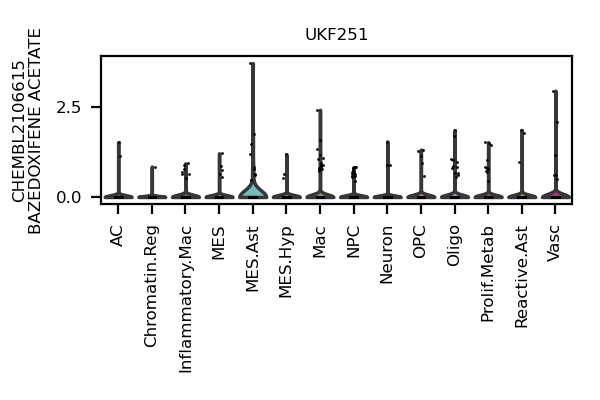 UKF251
CHEMBL2106615
BAZEDOXIFENE ACETATE
2.5
0.0
AC
Chromatin.Reg
Inflammatory.Mac
MES
MES.Ast
MES.Hyp
Mac
NPC
Neuron
OPC
Oligo
Prolif.Metab
Reactive.Ast
Vasc